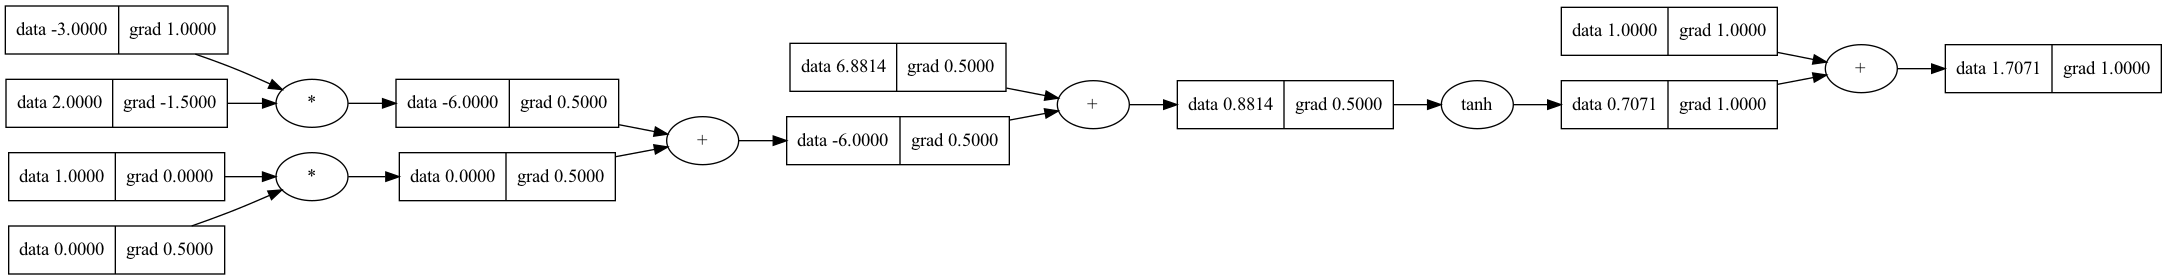 data -3.0000 grad 1.0000
data 2.0000 grad -1.5000
*
data -6.0000 grad 0.5000
data 1.0000 grad 0.0000
*
data 0.0000 grad 0.5000
data 0.0000 grad 0.5000
+
data 6.8814 grad 0.5000
data -6.0000 grad 0.5000
+
data 0.8814 grad 0.5000
tanh
data 1.0000 grad 1.0000
data 0.7071 grad 1.0000
+
data 1.7071 grad 1.0000